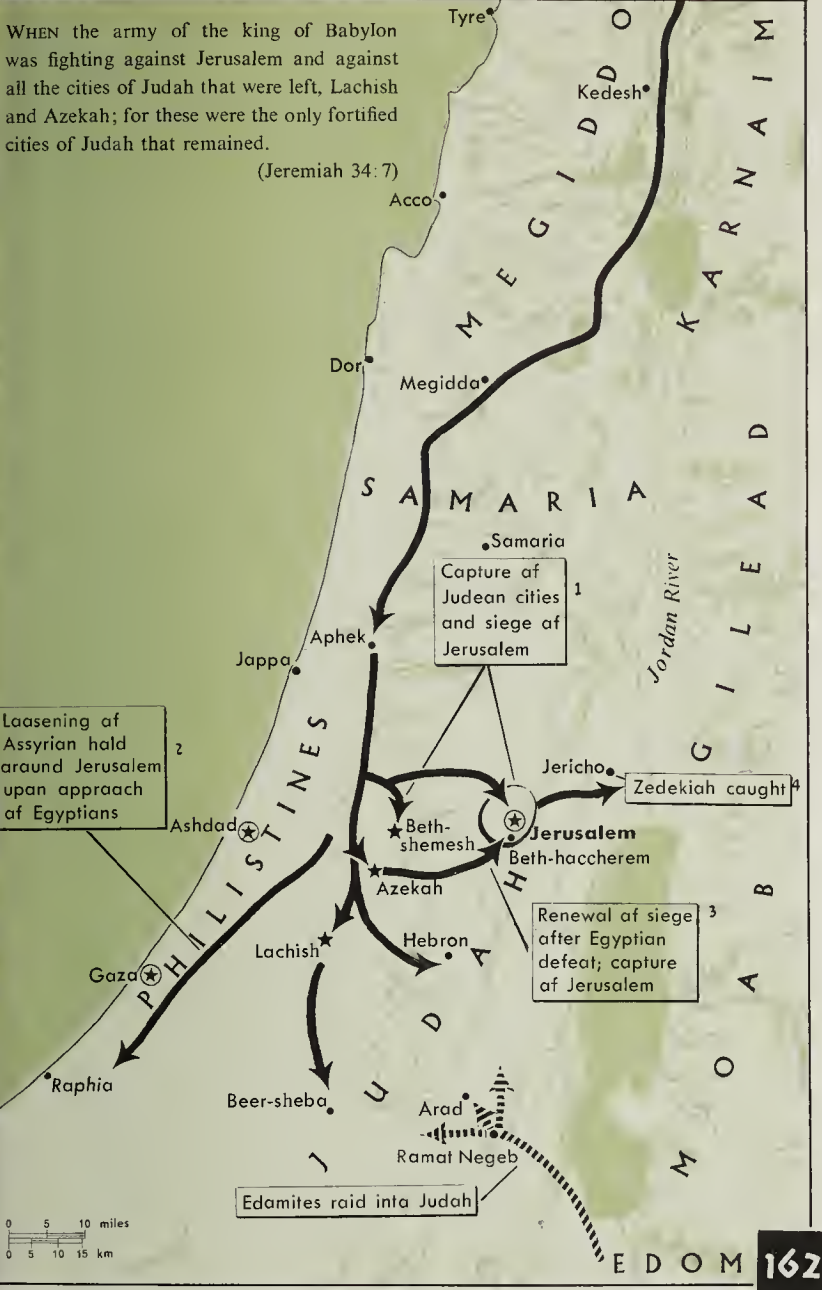 WHEN the army of the king of Babylon
was fighting against Jerusalem and against
all the cities of Judah that were left, Lachish
and Azekah; for these were the only fortified
cities of Judah that remained.
(Jeremiah 34:7)
Tyre
MEGIDDO
Kedesh
KARNAIM
Acco
Dor
Megidda
SAMARIA
Samaria
Capture af
Judean cities
and siege af
Jerusalem
1
Jordan River
GILEAD
Aphek
Jappa
Laasening af
Assyrian hald
araund Jerusalem
upan appraach
af Egyptians
2
PHILISTINES
Jericho
Zedekiah caught
4
Ashdad
Beth-
shemesh
Jerusalem
Beth-haccherem
Azekah
Renewal af siege
after Egyptian
defeat; capture
af Jerusalem
3
Lachish
Hebron
Gaza
JUDAH
MOAB
Raphia
Beer-sheba
Arad
Ramat Negeb
Edamites raid inta Judah
0 5 10 miles
0 5 10 15 km
EDOM
162